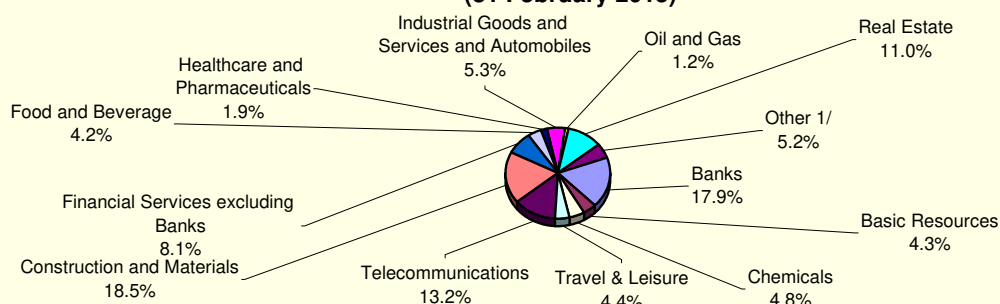 Industrial Goods and
Services and Automobiles
5.3%
Oil and Gas
1.2%
Real Estate
11.0%
Healthcare and
Pharmaceuticals
1.9%
Food and Beverage
4.2%
Other 1/
5.2%
Banks
17.9%
Financial Services excluding
Banks
8.1%
Basic Resources
4.3%
Construction and Materials
18.5%
Telecommunications
13.2%
Travel & Leisure
4.4%
Chemicals
4.8%